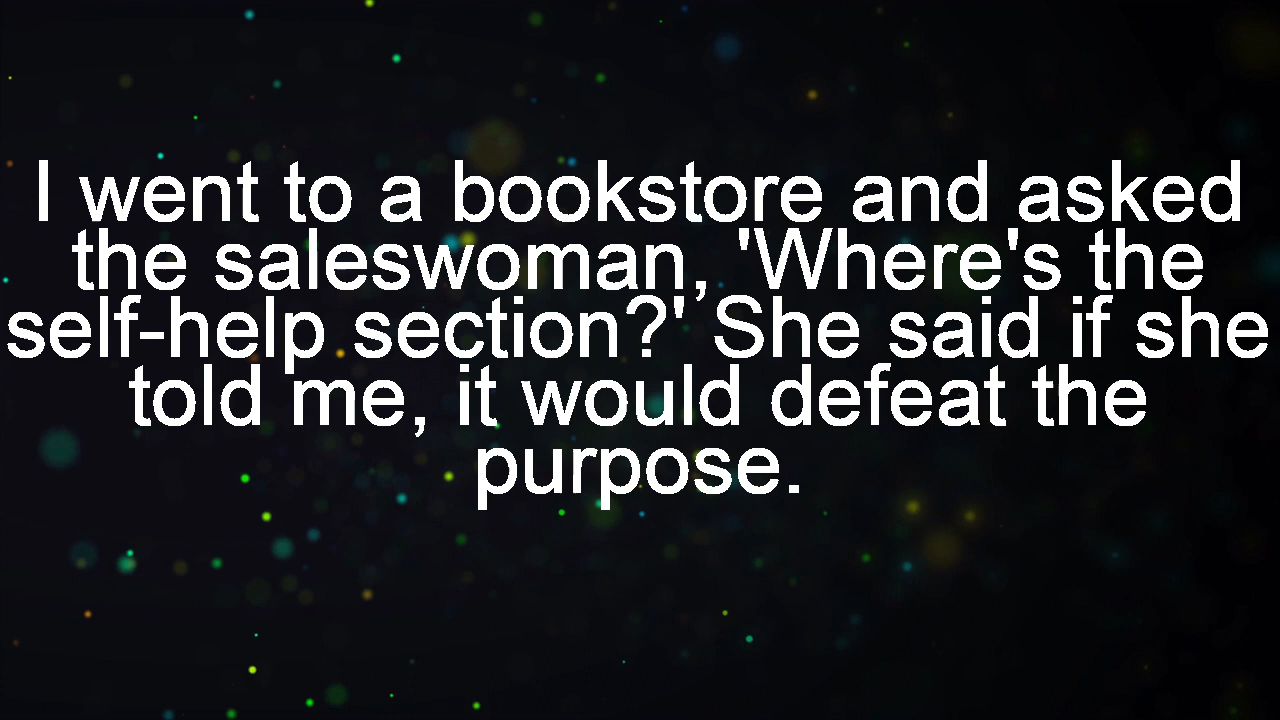 I went to a bookstore and asked
the saleswoman, 'Where's the
self-help section?' She said if she
told me, it would defeat the
purpose.